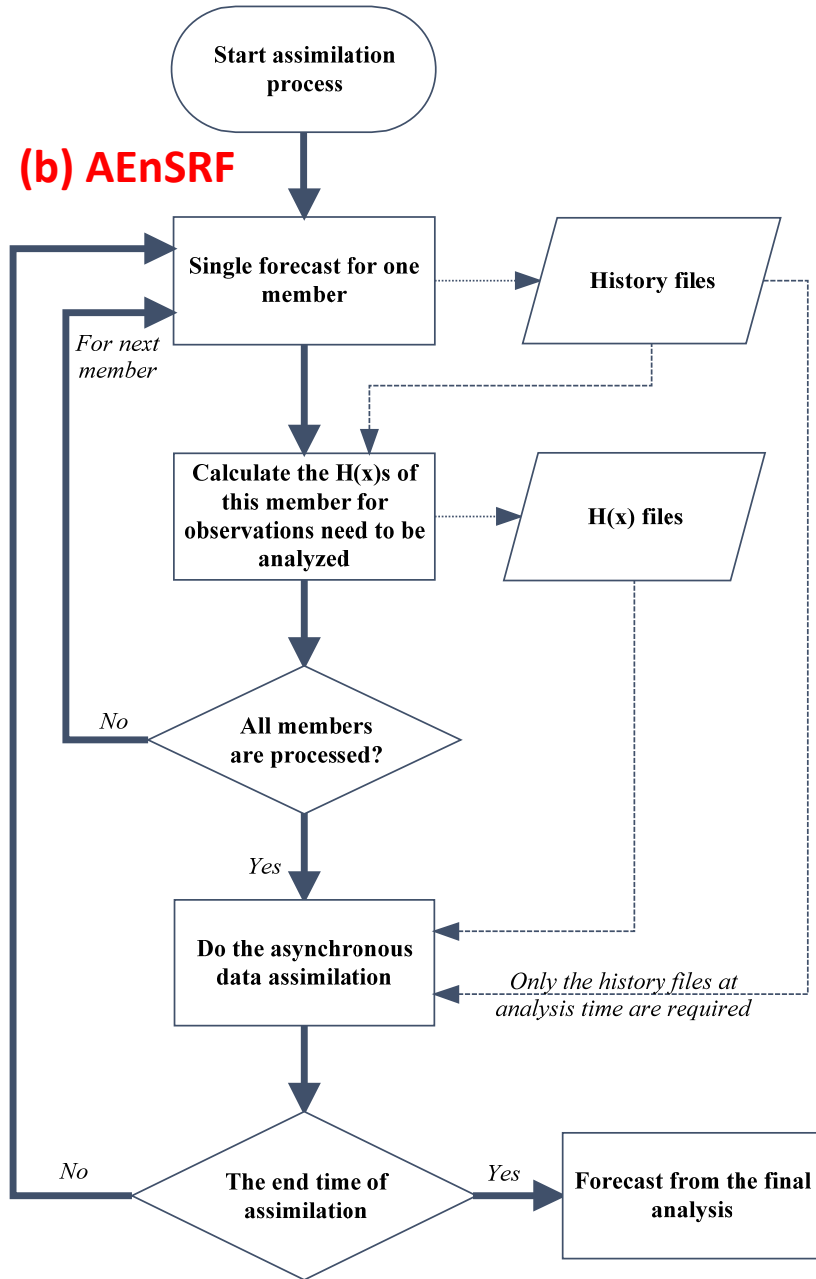 Start assimilation
process
(b) AEnSRF
Single forecast for one
member
History files
For next
member
Calculate the H(x)s of
this member for
observations need to be
analyzed
H(x) files
No
All members
are processed?
Yes
Do the asynchronous
data assimilation
Only the history files at
analysis time are required
No
The end time of
assimilation
Yes
Forecast from the final
analysis